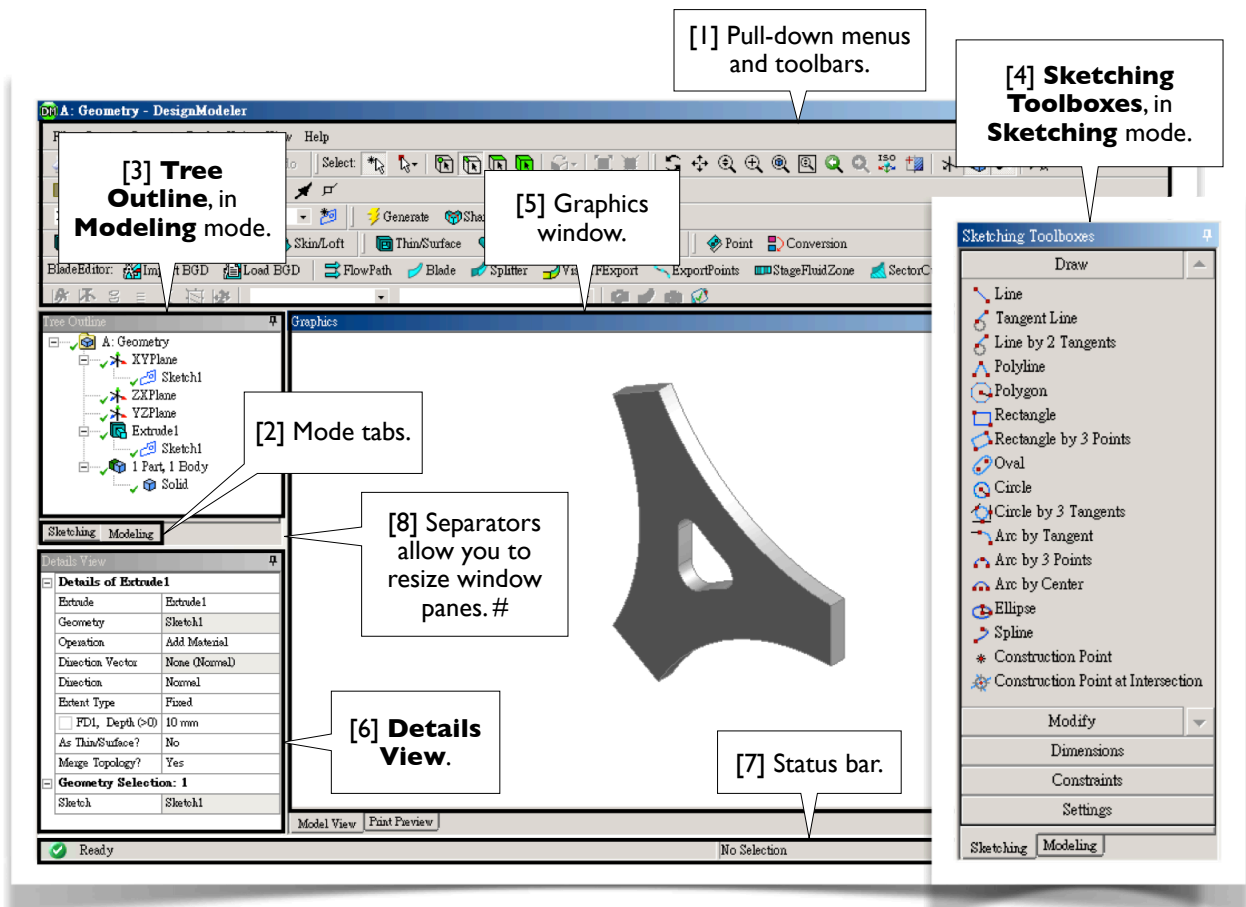 [1] Pull-down menus
and toolbars.
[4] Sketching
Toolboxes, in
Sketching mode.
A: Geometry - DesignModeler
Help
[3] Tree
Outline, in
Modeling mode.
Select:
[5] Graphics
window.
Generate
Skin/Loft Thin/Surface Point Conversion
BladeEditor: Load BGD FlowPath Blade Splitter ExportPoints StageFluidZone
Tree Outline
A: Geometry
XYPlane
Sketch1
ZXPlane
YZPlane
Extrude1
Sketch1
1 Part, 1 Body
Solid
Sketching Modeling
[2] Mode tabs.
Graphics
[8] Separators
allow you to
resize window
panes. #
Details View
Details of Extrude1
Extrude Extrude1
Geometry Sketch1
Operation Add Material
Direction Vector None (Normal)
Direction Normal
Extent Type Fixed
FD1, Depth (>0) 10 mm
As Thin/Surface? No
Merge Topology? Yes
Geometry Selection: 1
Sketch Sketch1
[6] Details
View.
[7] Status bar.
Model View Print Preview
Ready No Selection
Sketching Toolboxes
Draw
Line
Tangent Line
Line by 2 Tangents
Polyline
Polygon
Rectangle
Rectangle by 3 Points
Oval
Circle
Circle by 3 Tangents
Arc by Tangent
Arc by 3 Points
Arc by Center
Ellipse
Spline
Construction Point
Construction Point at Intersection
Modify
Dimensions
Constraints
Settings
Sketching Modeling